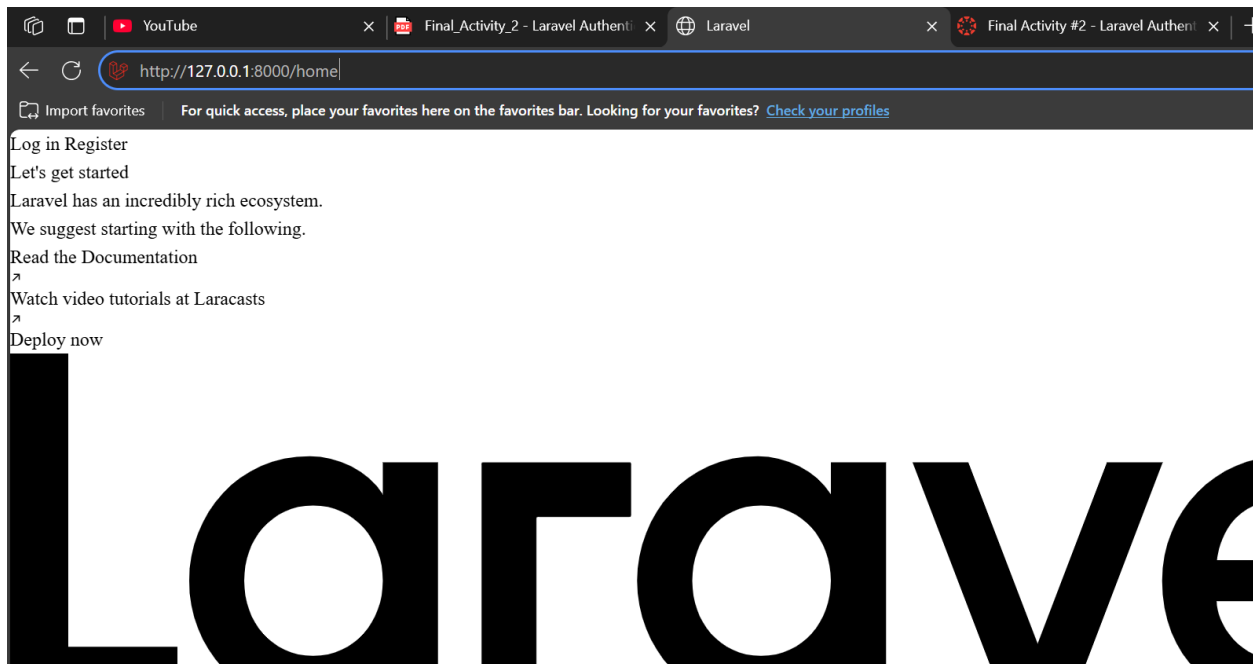 YouTube
Final_Activity_2 - Laravel Authenti
Laravel
Final Activity #2 - Laravel Authent
http://127.0.0.1:8000/home
Import favorites
For quick access, place your favorites here on the favorites bar. Looking for your favorites? Check your profiles
Log in Register
Let's get started
Laravel has an incredibly rich ecosystem.
We suggest starting with the following.
Read the Documentation
Watch video tutorials at Laracasts
Deploy now
Larave